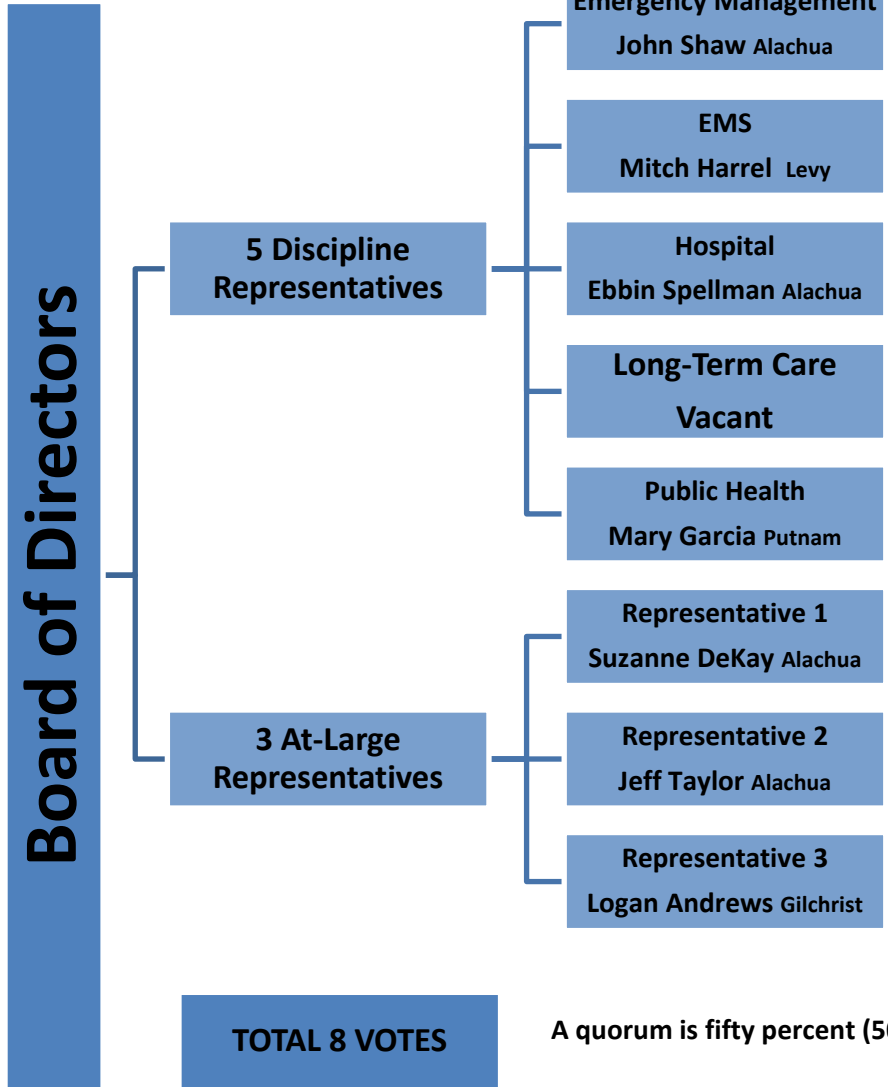 Board of Directors
5 Discipline
Representatives
Emergency Management
John Shaw Alachua
EMS
Mitch Harrel Levy
Hospital
Ebbin Spellman Alachua
Long-Term Care
Vacant
Public Health
Mary Garcia Putnam
3 At-Large
Representatives
Representative 1
Suzanne DeKay Alachua
Representative 2
Jeff Taylor Alachua
Representative 3
Logan Andrews Gilchrist
TOTAL 8 VOTES
A quorum is fifty percent (50